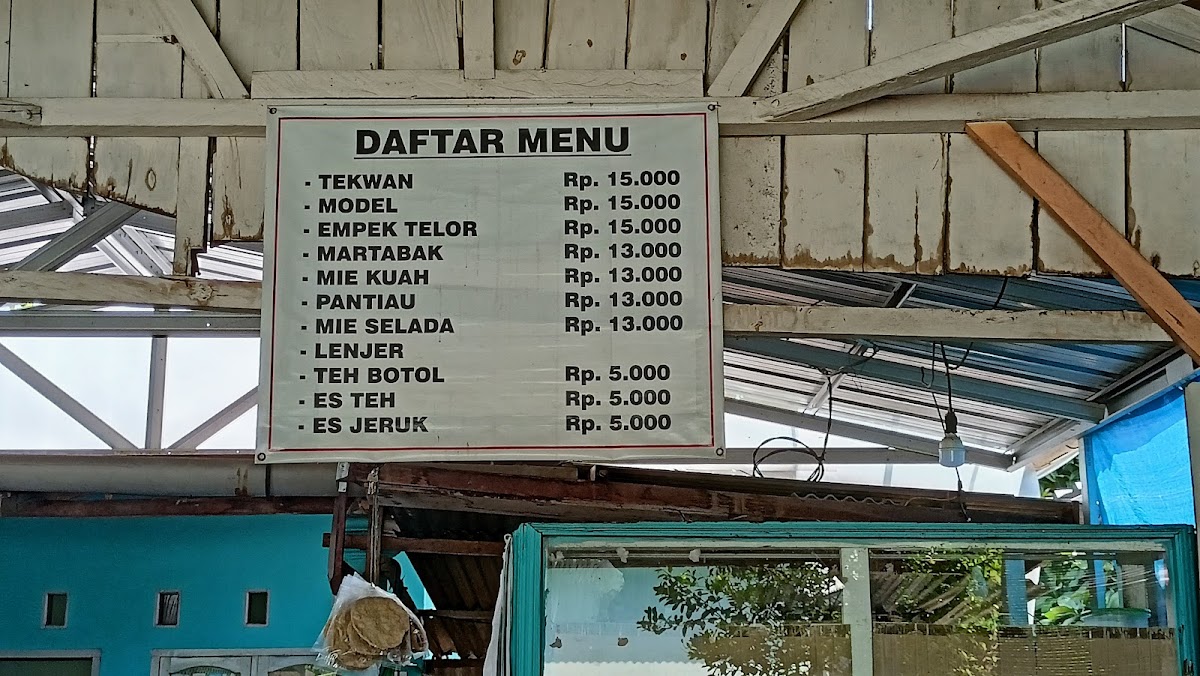 DAFTAR MENU
- TEKWAN Rp. 15.000
- MODEL Rp. 15.000
- EMPEK TELOR Rp. 15.000
- MARTABAK Rp. 13.000
- MIE KUAH Rp. 13.000
- PANTIAU Rp. 13.000
- MIE SELADA Rp. 13.000
- LENJER
- TEH BOTOL Rp. 5.000
- ES TEH Rp. 5.000
- ES JERUK Rp. 5.000